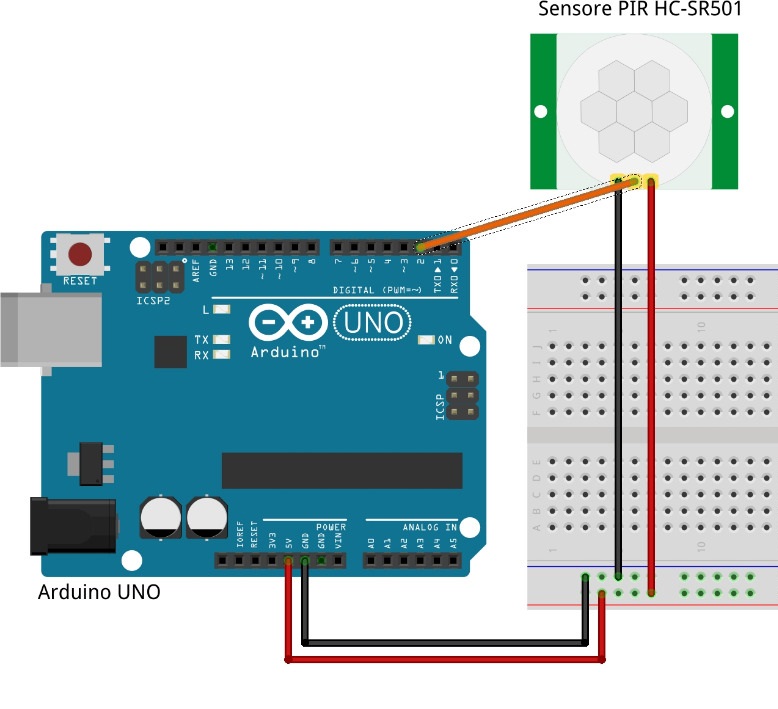 Sensore PIR HC-SR501
RESET
ICSP2
AREF
GND
13
12
~11
~10
~9
8
7
~6
~5
4
~3
2
TXO▶1
RXO◀0
DIGITAL (PWM=~)
L
TX
RX
UNO
Arduino™
ON
1
ICSP
IOREF
RESET
3V3
5V
GND
GND
VIN
POWER
ANALOG IN
A0
A1
A2
A3
A4
A5
Arduino UNO
1
10
J
I
H
G
F
E
D
C
B
A
1
10